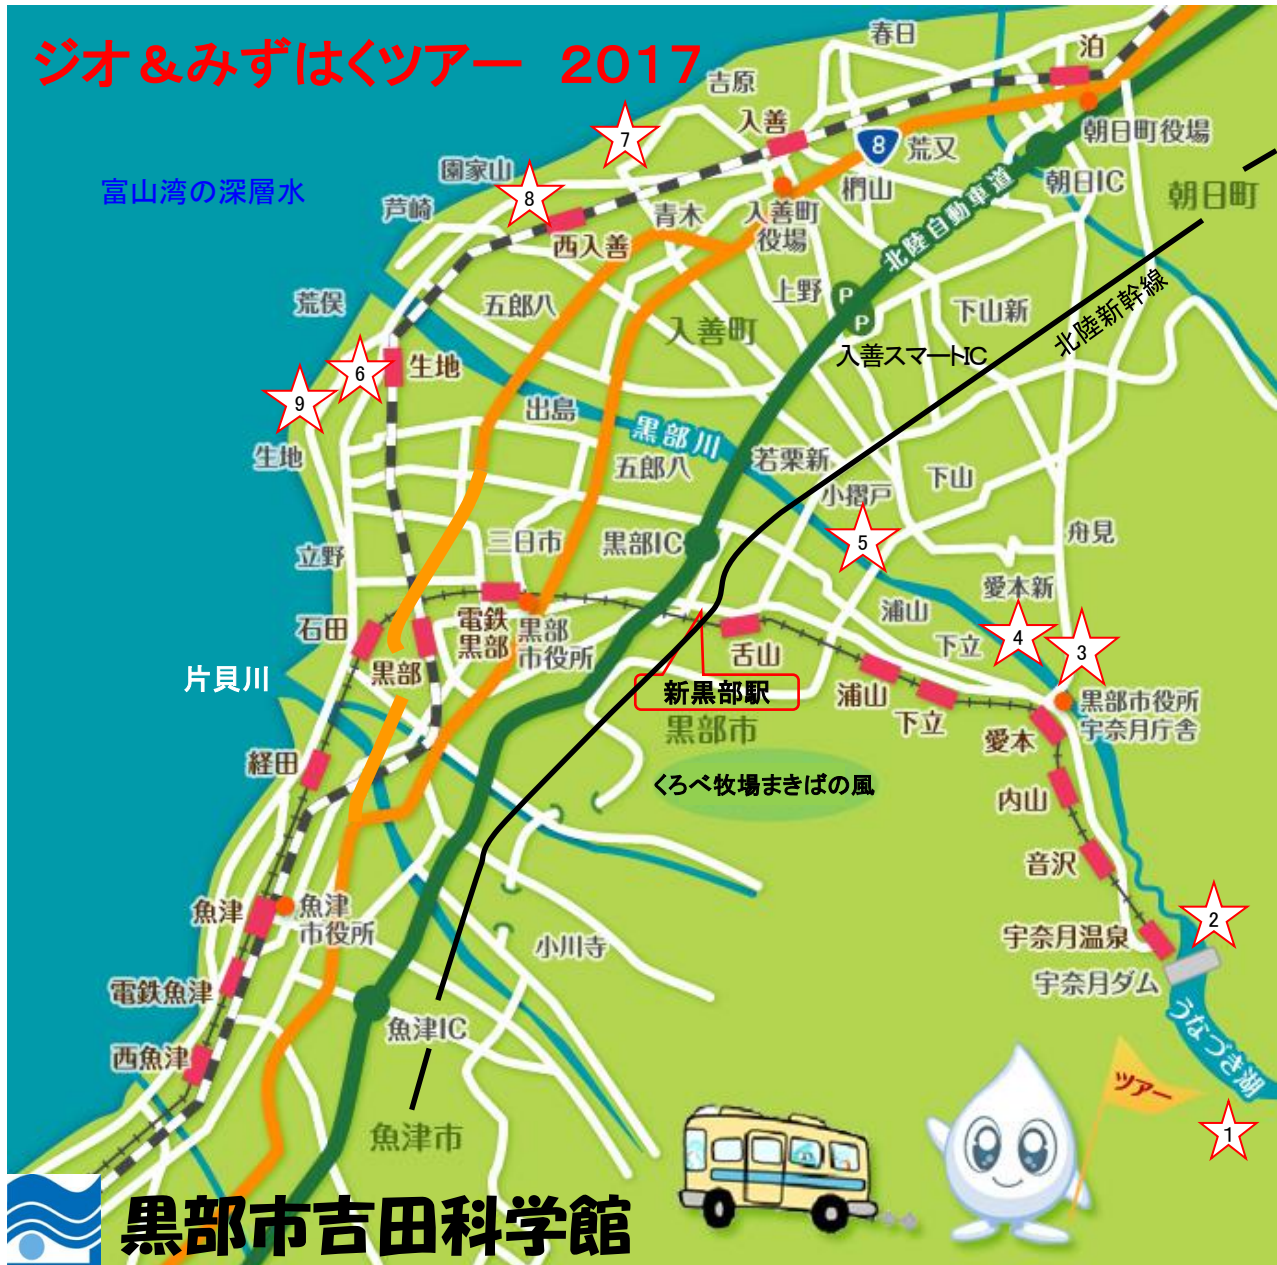 ジオ＆みずはくツアー　２０１７
春日
泊
吉原
7
入善
8
荒又
朝日町役場
園家山
富山湾の深層水
芦崎
8
青木
入善町
役場
椚山
朝日IC
朝日町
西入善
北陸自動車道
上野
P
P
荒俣
五郎八
入善町
下山新
北陸新幹線
入善スマートIC
6
生地
9
出島
黒部川
生地
五郎八
若栗新
下山
小摺戸
立野
三日市
黒部IC
5
舟見
愛本新
石田
電鉄
黒部
黒部
市役所
浦山
下立
4
3
黒部
舌山
片貝川
新黒部駅
浦山
下立
黒部市役所
宇奈月庁舎
黒部市
愛本
経田
くろべ牧場まきばの風
内山
音沢
魚津
魚津
市役所
小川寺
宇奈月温泉
2
宇奈月ダム
電鉄魚津
魚津IC
うなづき湖
西魚津
ツアー
1
魚津市
黒部市吉田科学館